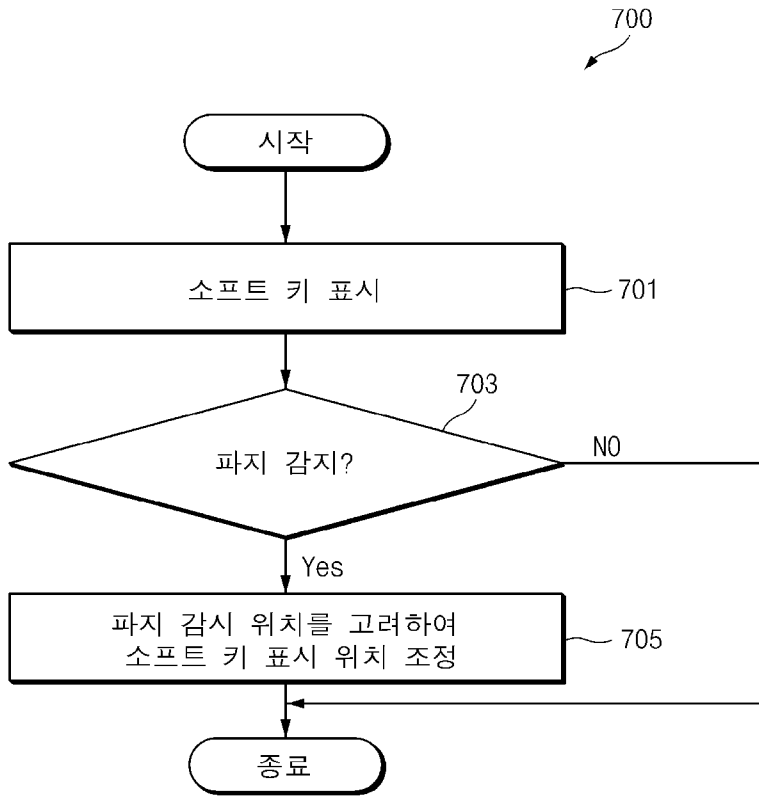 700
시작
소프트 키 표시
701
703
파지 감지?
NO
Yes
파지 감시 위치를 고려하여
소프트 키 표시 위치 조정
705
종료